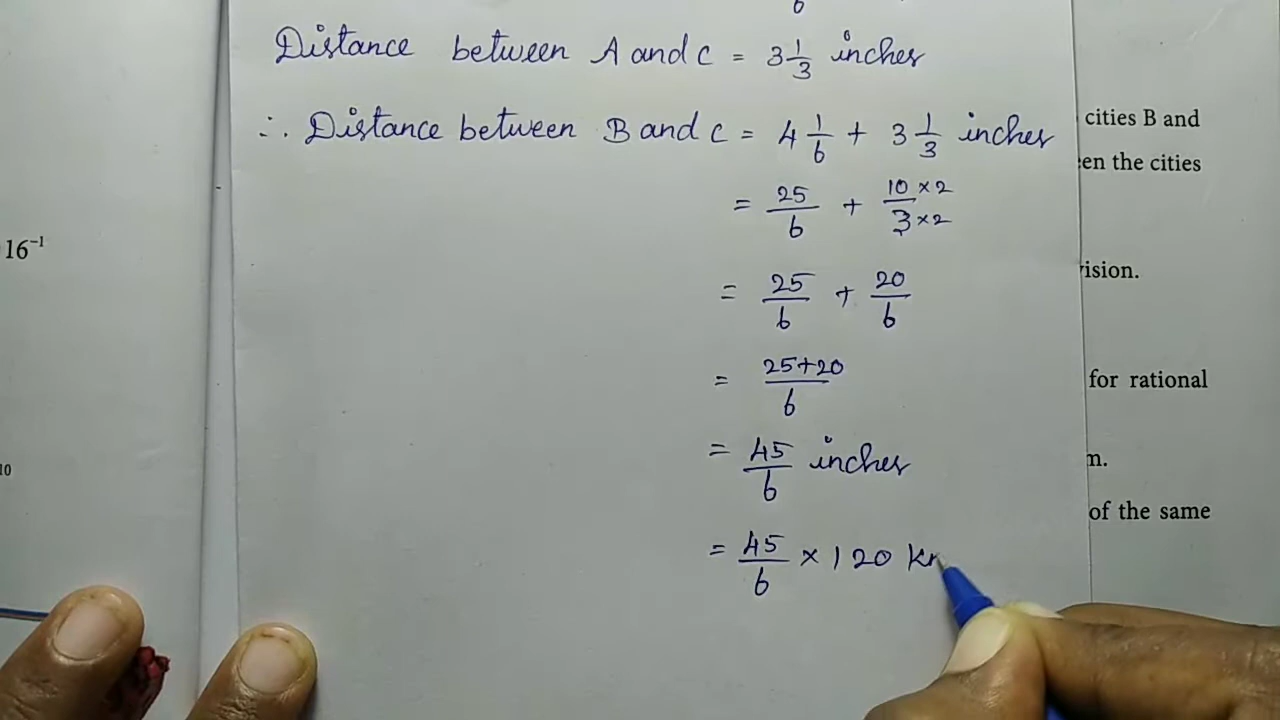 6
Distance between A and C = 3 1/3 inches
∴ Distance between B and C = 4 1/6 + 3 1/3 inches
= 25/6 + 10×2/3×2
= 25/6 + 20/6
= 25+20/6
= 45/6 inches
= 45/6 × 120 k
16⁻¹
10
cities B and
en the cities
ision.
for rational
n.
of the same